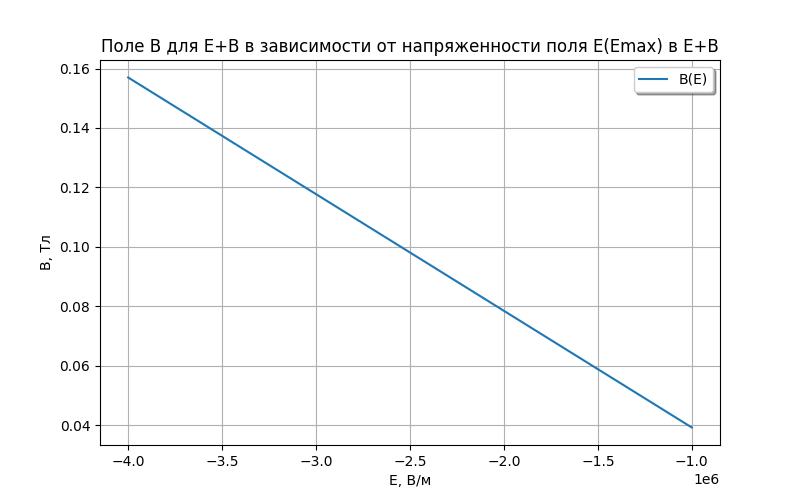 Поле B для E+B в зависимости от напряженности поля E(Emax) в E+B
B(E)
0.16
0.14
0.12
0.10
0.08
0.06
0.04
B, Тл
−4.0 −3.5 −3.0 −2.5 −2.0 −1.5 −1.0
1e6
E, В/м